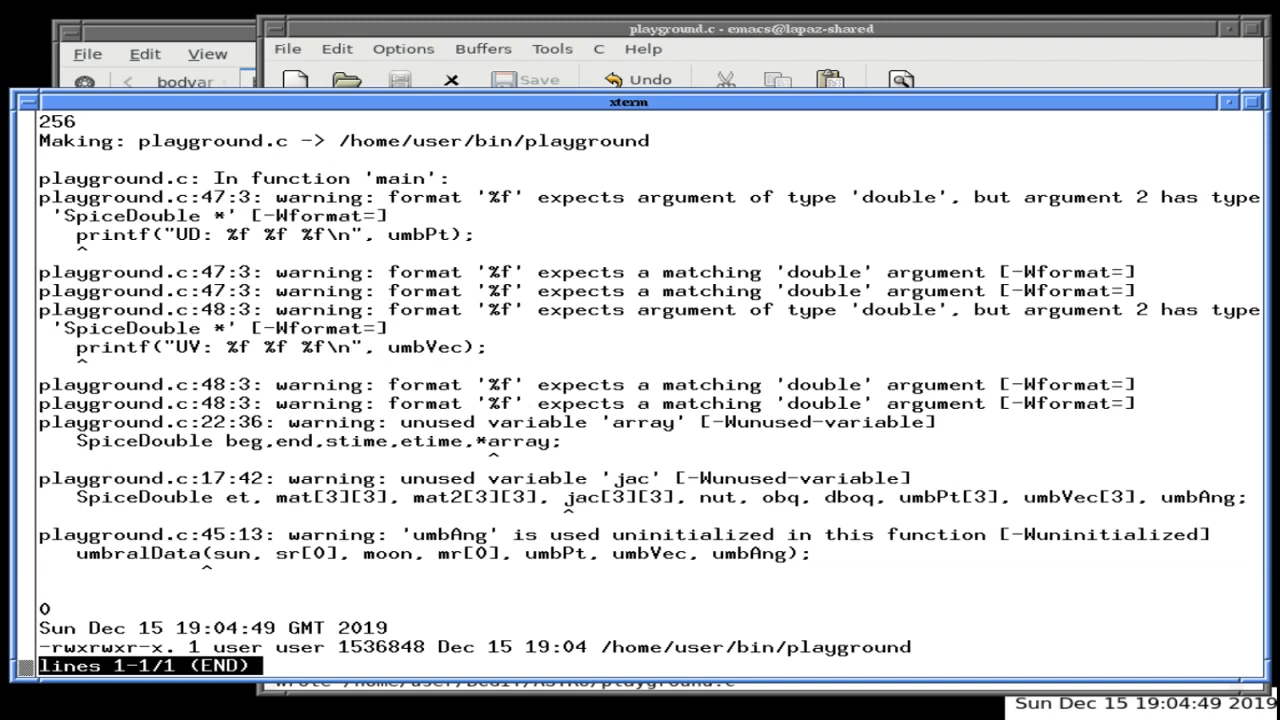 playground.c - emacs@lapaz-shared
File Edit View
File Edit Options Buffers Tools C Help
bodvar
Save Undo
xterm
256
Making: playground.c -> /home/user/bin/playground
playground.c: In function 'main':
playground.c:47:3: warning: format '%f' expects argument of type 'double', but argument 2 has type
'SpiceDouble *' [-Wformat=]
printf("UD: %f %f %f\n", umbPt);
^
playground.c:47:3: warning: format '%f' expects a matching 'double' argument [-Wformat=]
playground.c:47:3: warning: format '%f' expects a matching 'double' argument [-Wformat=]
playground.c:48:3: warning: format '%f' expects argument of type 'double', but argument 2 has type
'SpiceDouble *' [-Wformat=]
printf("UV: %f %f %f\n", umbVec);
^
playground.c:48:3: warning: format '%f' expects a matching 'double' argument [-Wformat=]
playground.c:48:3: warning: format '%f' expects a matching 'double' argument [-Wformat=]
playground.c:22:36: warning: unused variable 'array' [-Wunused-variable]
SpiceDouble beg,end,stime,etime,*array;
^
playground.c:17:42: warning: unused variable 'jac' [-Wunused-variable]
SpiceDouble et, mat[3][3], mat2[3][3], jac[3][3], nut, obq, dboq, umbPt[3], umbVec[3], umbAng;
^
playground.c:45:13: warning: 'umbAng' is used uninitialized in this function [-Wuninitialized]
umbralData(sun, sr[0], moon, mr[0], umbPt, umbVec, umbAng);
^
0
Sun Dec 15 19:04:49 GMT 2019
-rwxrwxr-x. 1 user user 1536848 Dec 15 19:04 /home/user/bin/playground
lines 1-1/1 (END)
Sun Dec 15 19:04:49 2019